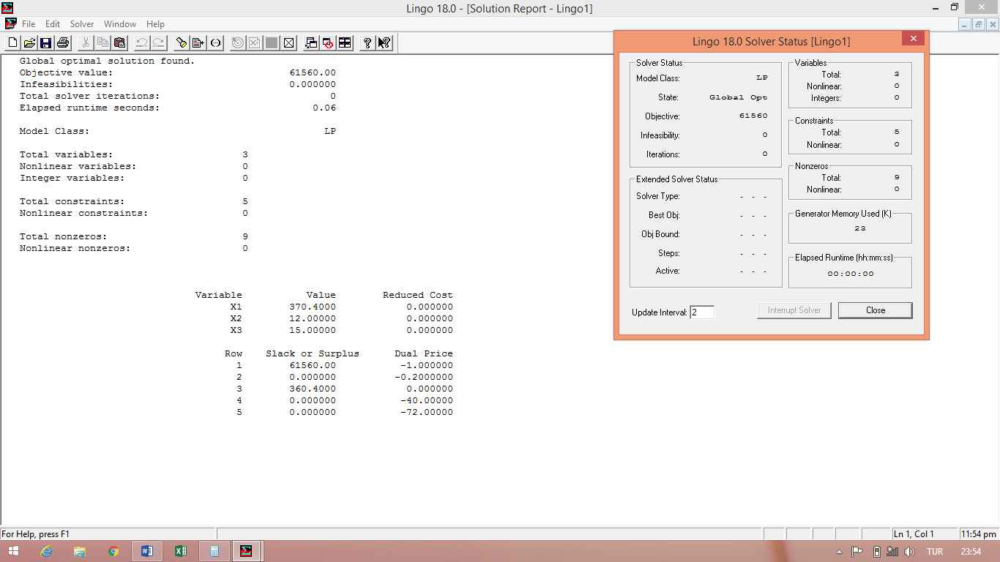 Lingo 18.0 - [Solution Report - Lingo1]
File Edit Solver Window Help
Global optimal solution found.
Objective value: 61560.00
Infeasibilities: 0.000000
Total solver iterations: 0
Elapsed runtime seconds: 0.06
Model Class: LP
Total variables: 3
Nonlinear variables: 0
Integer variables: 0
Total constraints: 5
Nonlinear constraints: 0
Total nonzeros: 9
Nonlinear nonzeros: 0
Variable Value Reduced Cost
X1 370.4000 0.000000
X2 12.00000 0.000000
X3 15.00000 0.000000
Row Slack or Surplus Dual Price
1 61560.00 -1.000000
2 0.000000 -0.2000000
3 360.4000 0.000000
4 0.000000 -40.00000
5 0.000000 -72.00000
Lingo 18.0 Solver Status [Lingo1]
Solver Status
Model Class: LP
State: Global Opt
Objective: 61560
Infeasibility: 0
Iterations: 0
Extended Solver Status
Solver Type: - - -
Best Obj: - - -
Obj Bound: - - -
Steps: - - -
Active: - - -
Variables
Total: 3
Nonlinear: 0
Integers: 0
Constraints
Total: 5
Nonlinear: 0
Nonzeros
Total: 9
Nonlinear: 0
Generator Memory Used (K)
23
Elapsed Runtime (hh:mm:ss)
00:00:00
Update Interval: 2 Interrupt Solver Close
For Help, press F1 Ln 1, Col 1 11:54 pm
TUR 23:54